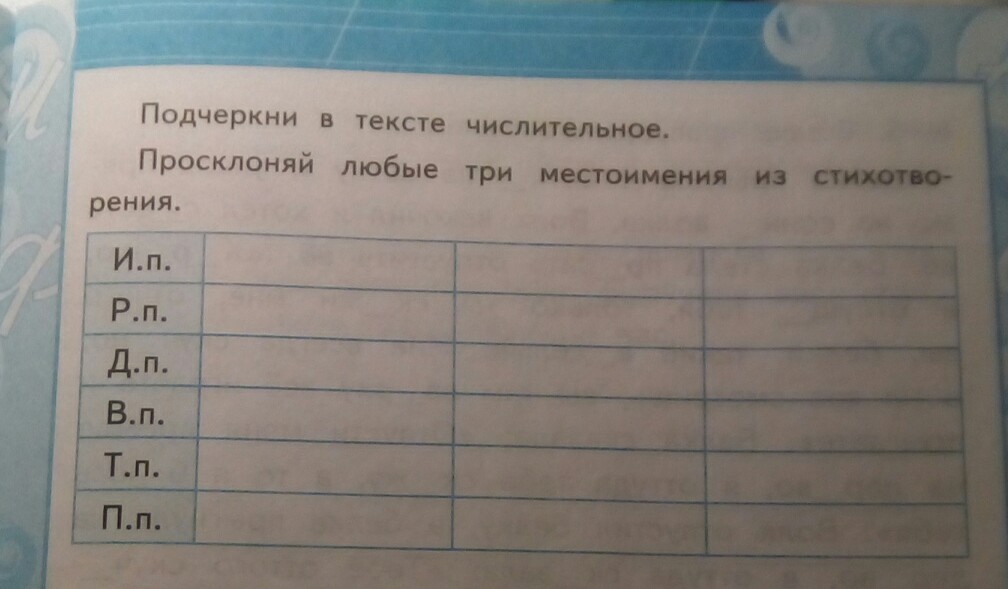 Подчеркни в тексте числительное.
Просклоняй любые три местоимения из стихотво-
рения.
И.п.
Р.п.
Д.п.
В.п.
Т.п.
П.п.